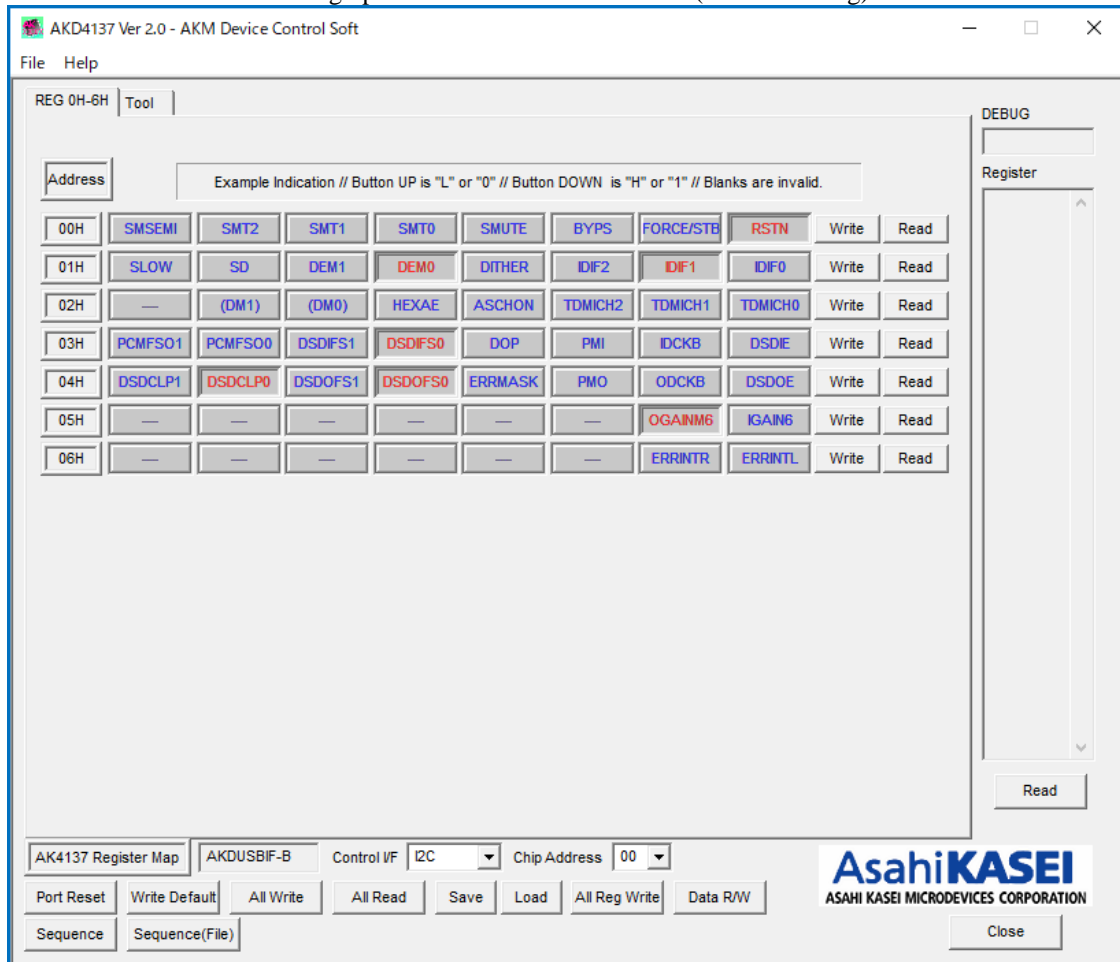 AKD4137 Ver 2.0 - AKM Device Control Soft
File Help
REG 0H-6H Tool
DEBUG
Address Example Indication // Button UP is "L" or "0" // Button DOWN is "H" or "1" // Blanks are invalid. Register
00H SMSEMI SMT2 SMT1 SMT0 SMUTE BYPS FORCE/STB RSTN Write Read
01H SLOW SD DEM1 DEM0 DITHER IDIF2 IDIF1 IDIF0 Write Read
02H — (DM1) (DM0) HEXAE ASCHON TDMICH2 TDMICH1 TDMICH0 Write Read
03H PCMFSO1 PCMFSO0 DSDIFS1 DSDIFS0 DOP PMI IDCKB DSDIE Write Read
04H DSDCLP1 DSDCLP0 DSDOFS1 DSDOFS0 ERRMASK PMO ODCKB DSDOE Write Read
05H — — — — — — OGAINM6 IGAIN6 Write Read
06H — — — — — — ERRINTR ERRINTL Write Read
Read
AK4137 Register Map AKDUSBIF-B Control I/F I2C Chip Address 00
Port Reset Write Default All Write All Read Save Load All Reg Write Data R/W
Sequence Sequence(File)
AsahiKASEI
ASAHI KASEI MICRODEVICES CORPORATION
Close